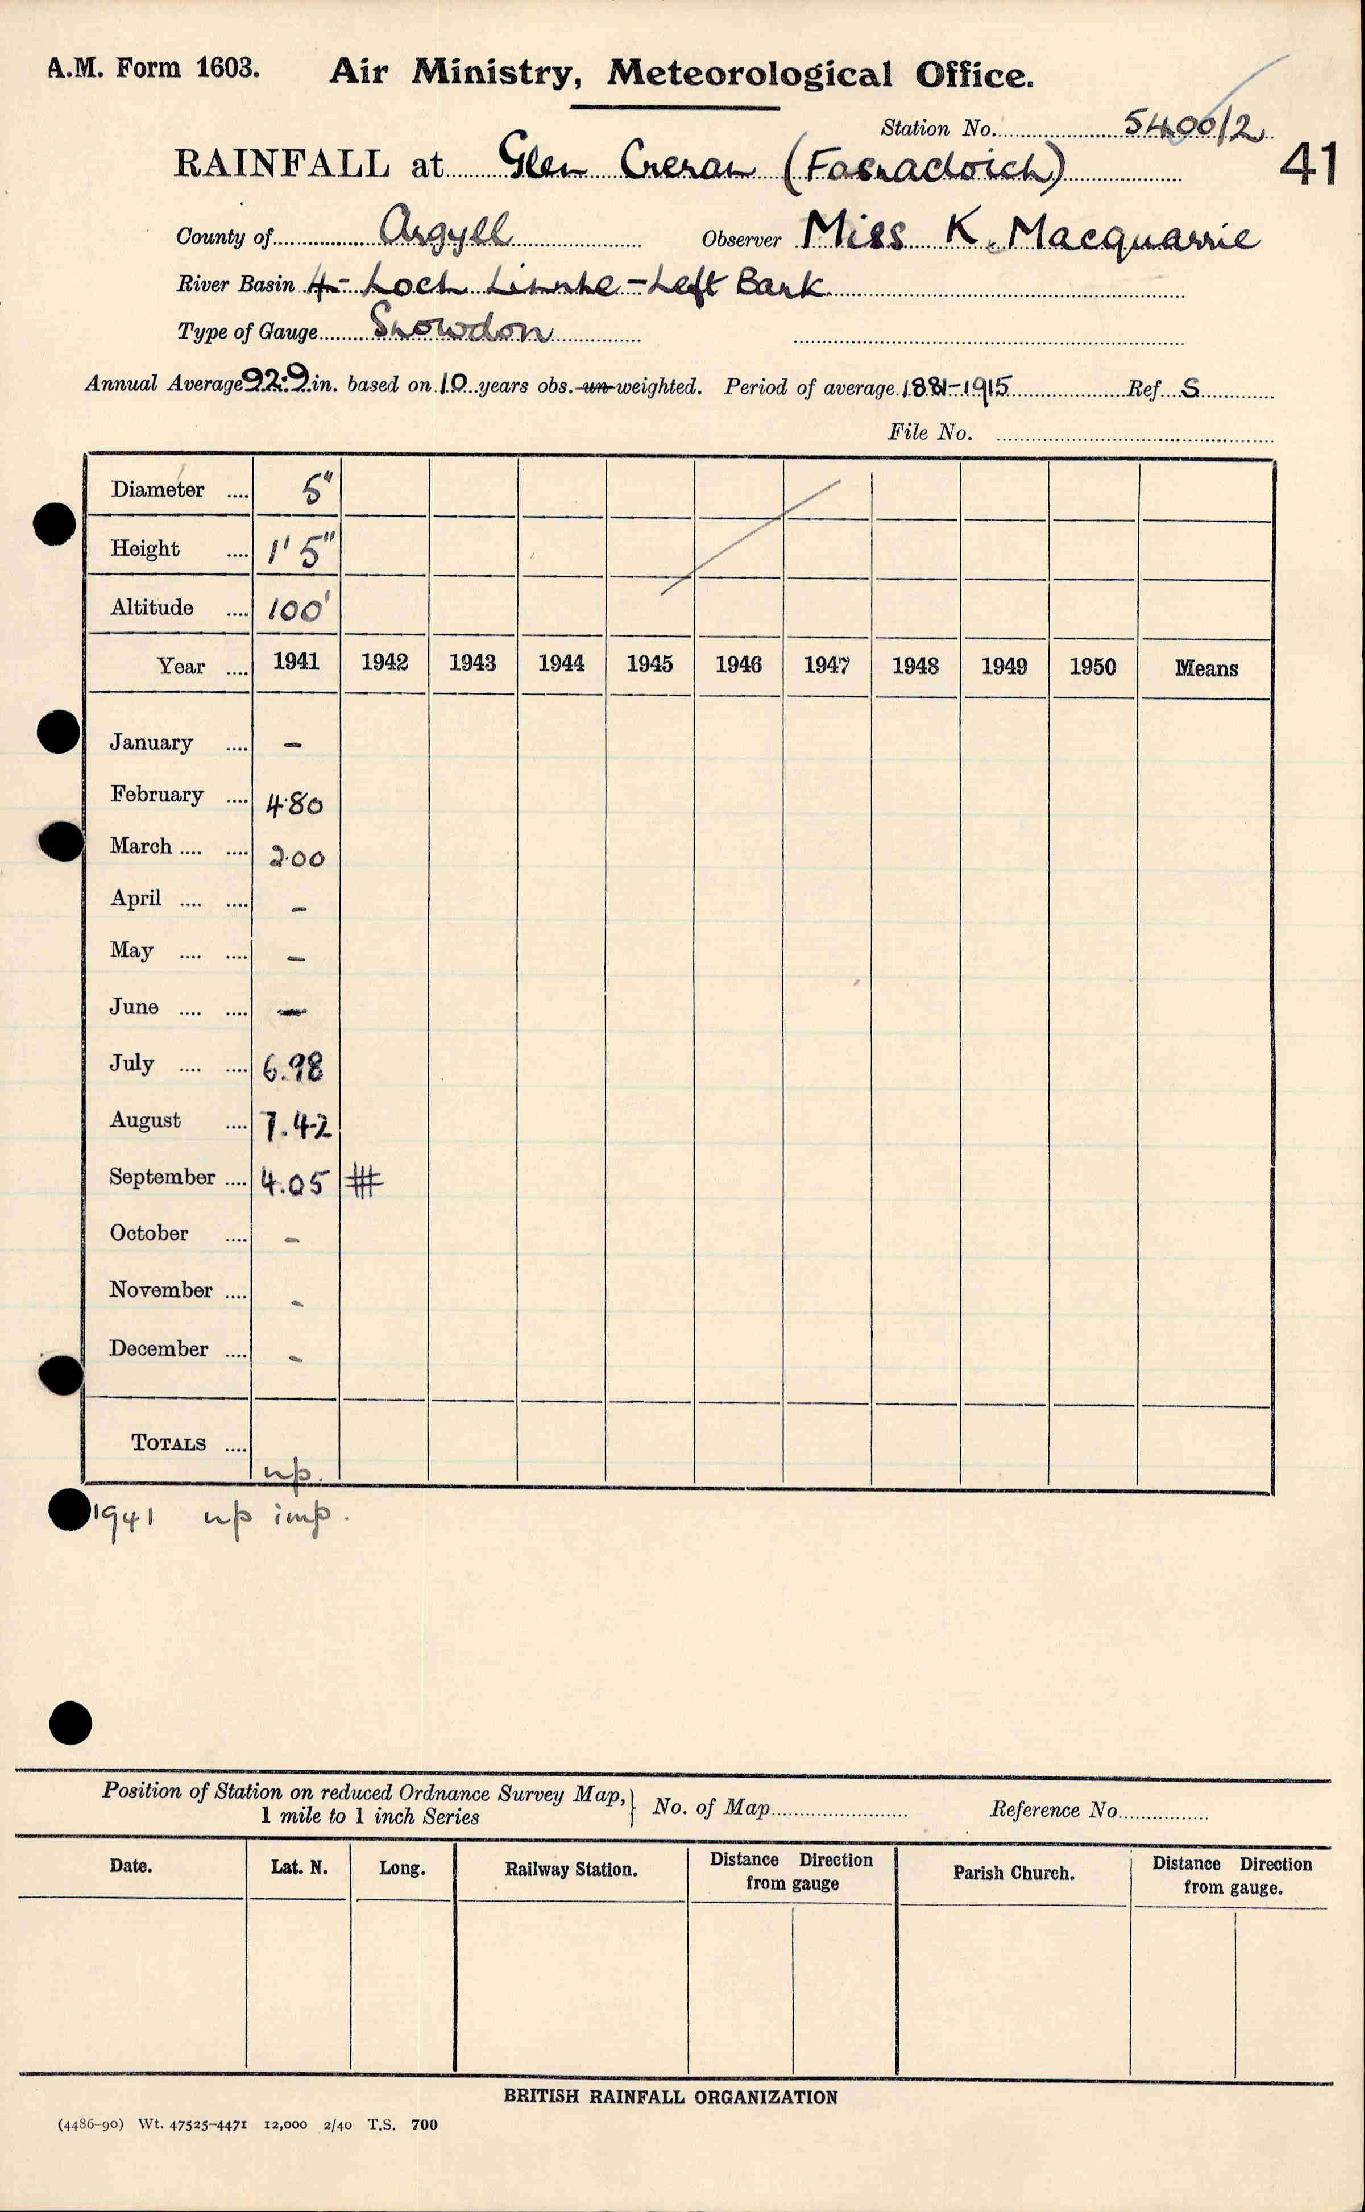 A.M. Form 1603. Air Ministry, Meteorological Office.
Station No. 5400/2
41
RAINFALL at Glen Creran (Fasnacloich)
County of Argyll Observer Miss K. Macquarrie
River Basin 4- Loch Linnhe - Left Bank
Type of Gauge Snowdon
Annual Average 92.9 in. based on 10 years obs. un-weighted. Period of average 1881-1915 Ref. S
File No.
Diameter .... 5"
Height .... 1' 5"
Altitude .... 100'
Year .... 1941 1942 1943 1944 1945 1946 1947 1948 1949 1950 Means
January .... –
February .... 4.80
March .... .... 2.00
April .... .... –
May .... .... –
June .... .... –
July .... .... 6.98
August .... 7.42
September .... 4.05 #
October .... –
November .... –
December .... –
TOTALS .... np.
1941 np imp.
Position of Station on reduced Ordnance Survey Map, 1 mile to 1 inch Series } No. of Map Reference No.
Date. Lat. N. Long. Railway Station. Distance from gauge Direction Parish Church. Distance from gauge. Direction
BRITISH RAINFALL ORGANIZATION
(4486-90) Wt. 47525-4471 12,000 2/40 T.S. 700